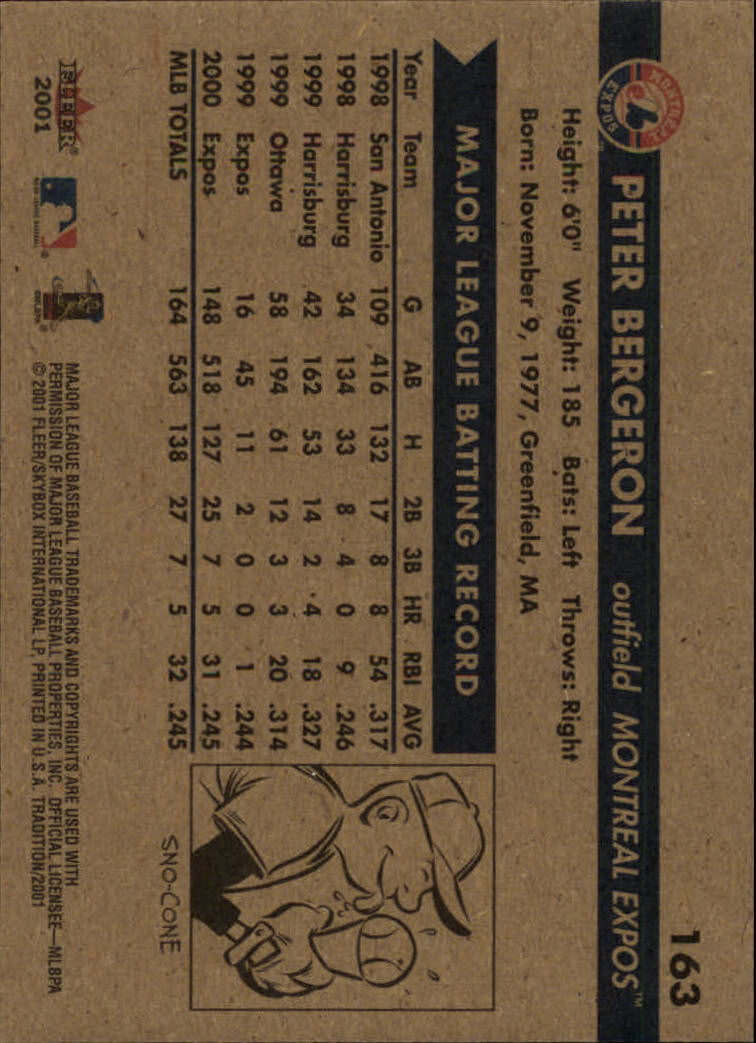 163
PETER BERGERON outfield MONTREAL EXPOS™
MONTREAL EXPOS
Height: 6'0" Weight: 185 Bats: Left Throws: Right
Born: November 9, 1977, Greenfield, MA
MAJOR LEAGUE BATTING RECORD
Year Team G AB H 2B 3B HR RBI AVG
1998 San Antonio 109 416 132 17 8 8 54 .317
1998 Harrisburg 34 134 33 8 4 0 9 .246
1999 Harrisburg 42 162 53 14 2 4 18 .327
1999 Ottawa 58 194 61 12 3 3 20 .314
1999 Expos 16 45 11 2 0 0 1 .244
2000 Expos 148 518 127 25 7 5 31 .245
MLB TOTALS 164 563 138 27 7 5 32 .245
SNO-CONE
FLEER®
2001
MAJOR LEAGUE BASEBALL TRADEMARKS AND COPYRIGHTS ARE USED WITH
PERMISSION OF MAJOR LEAGUE BASEBALL PROPERTIES, INC. OFFICIAL LICENSEE—MLBPA
© 2001 FLEER/SKYBOX INTERNATIONAL LP, PRINTED IN U.S.A. TRADITION/2001